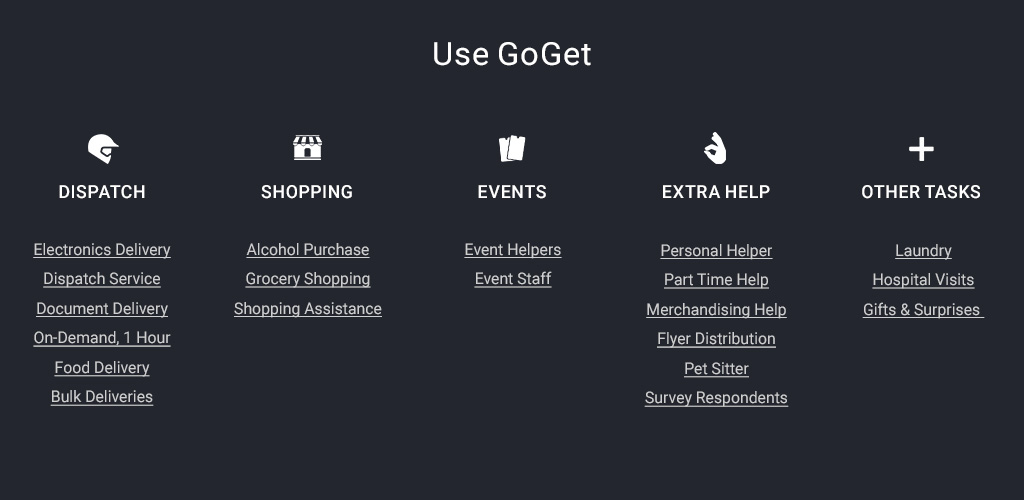 Use GoGet
DISPATCH
Electronics Delivery
Dispatch Service
Document Delivery
On-Demand, 1 Hour
Food Delivery
Bulk Deliveries
SHOPPING
Alcohol Purchase
Grocery Shopping
Shopping Assistance
EVENTS
Event Helpers
Event Staff
EXTRA HELP
Personal Helper
Part Time Help
Merchandising Help
Flyer Distribution
Pet Sitter
Survey Respondents
OTHER TASKS
Laundry
Hospital Visits
Gifts & Surprises